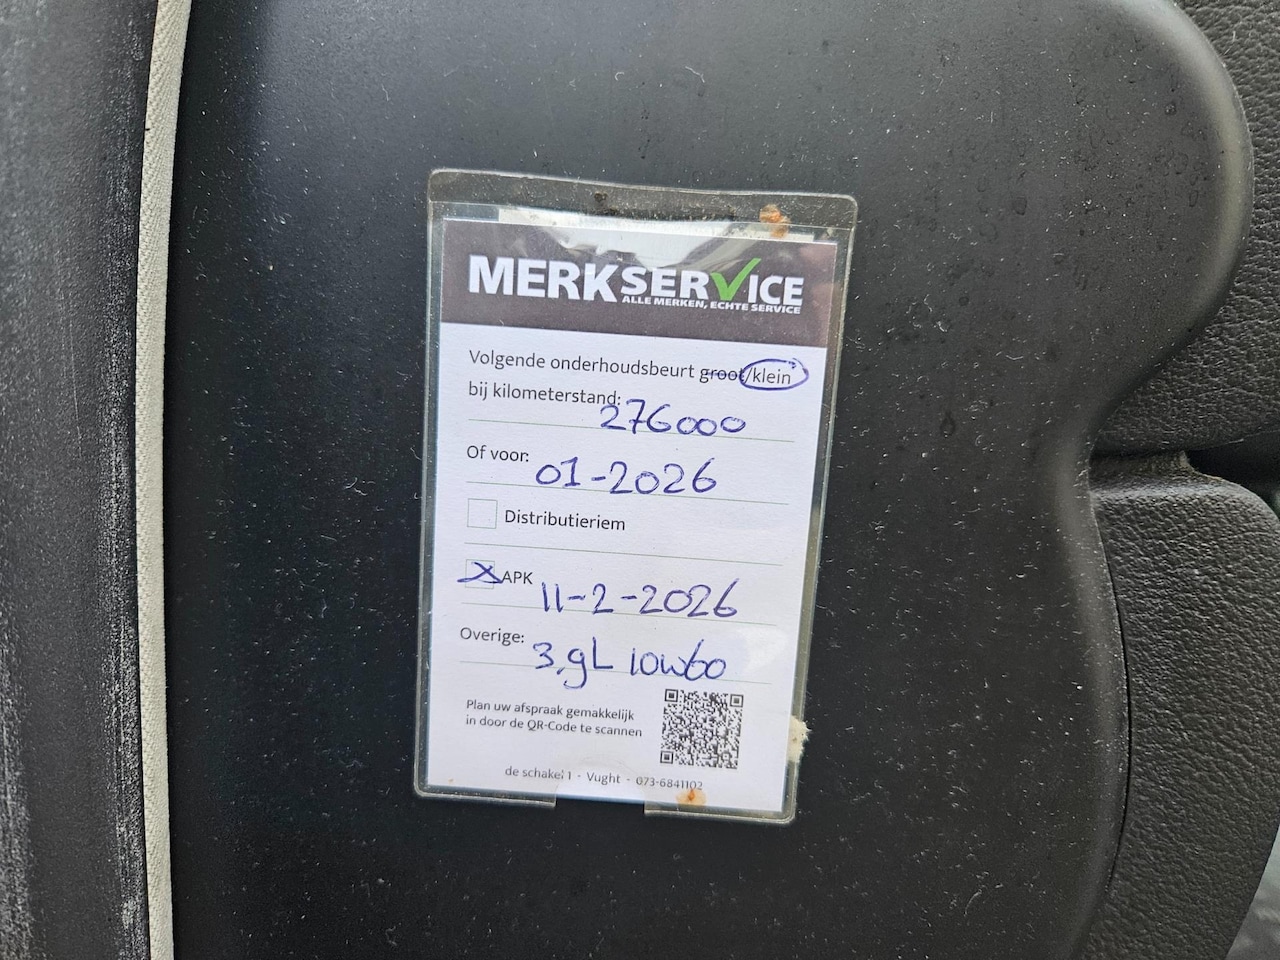 MERKSERVICE
ALLE MERKEN, ECHTE SERVICE
Volgende onderhoudsbeurt groot/klein
bij kilometerstand: 276000
Of voor: 01-2026
Distributieriem
X APK 11-2-2026
Overige: 3,9L 10w60
Plan uw afspraak gemakkelijk
in door de QR-Code te scannen
de schakel 1 - Vught - 073-6841102